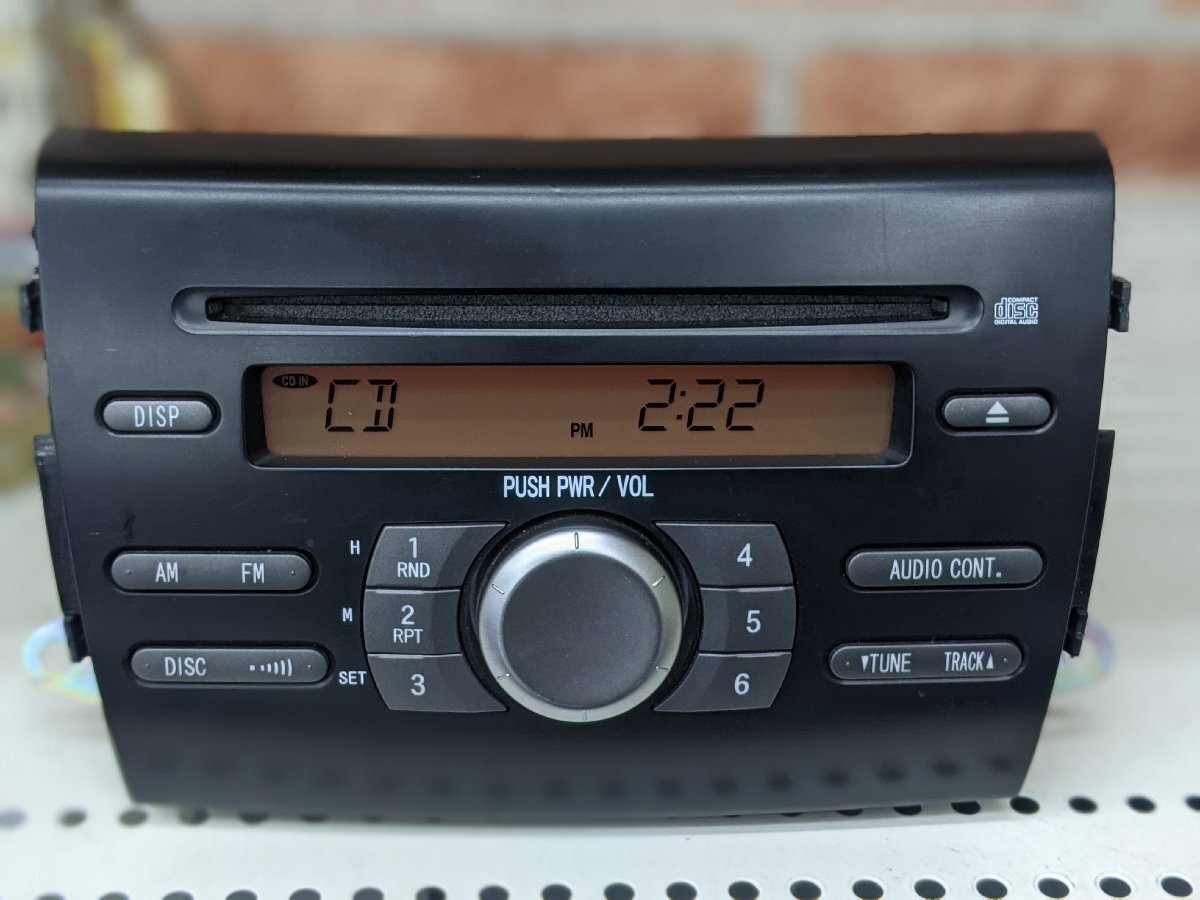 COMPACT
disc
DIGITAL AUDIO
CD IN
CD PM 2:22
DISP
PUSH PWR / VOL
AM FM
H
1
RND
4
AUDIO CONT.
M
2
RPT
5
DISC
SET
3
6
▼TUNE TRACK▲